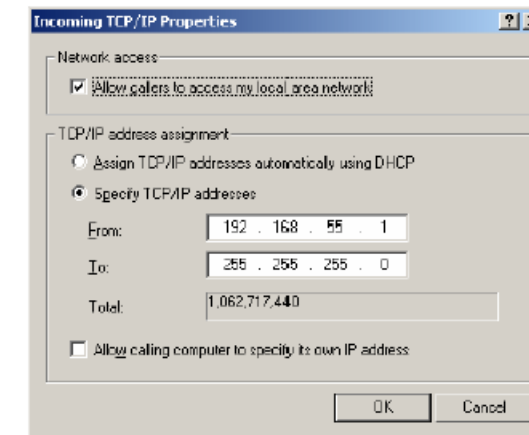 Incoming TCP/IP Properties
Network access
Allow callers to access my local area network
TCP/IP address assignment
Assign TCP/IP addresses automatically using DHCP
Specify TCP/IP addresses
From: 192 . 168 . 55 . 1
To: 255 . 255 . 255 . 0
Total: 1,062,717,440
Allow calling computer to specify its own IP address
OK Cancel